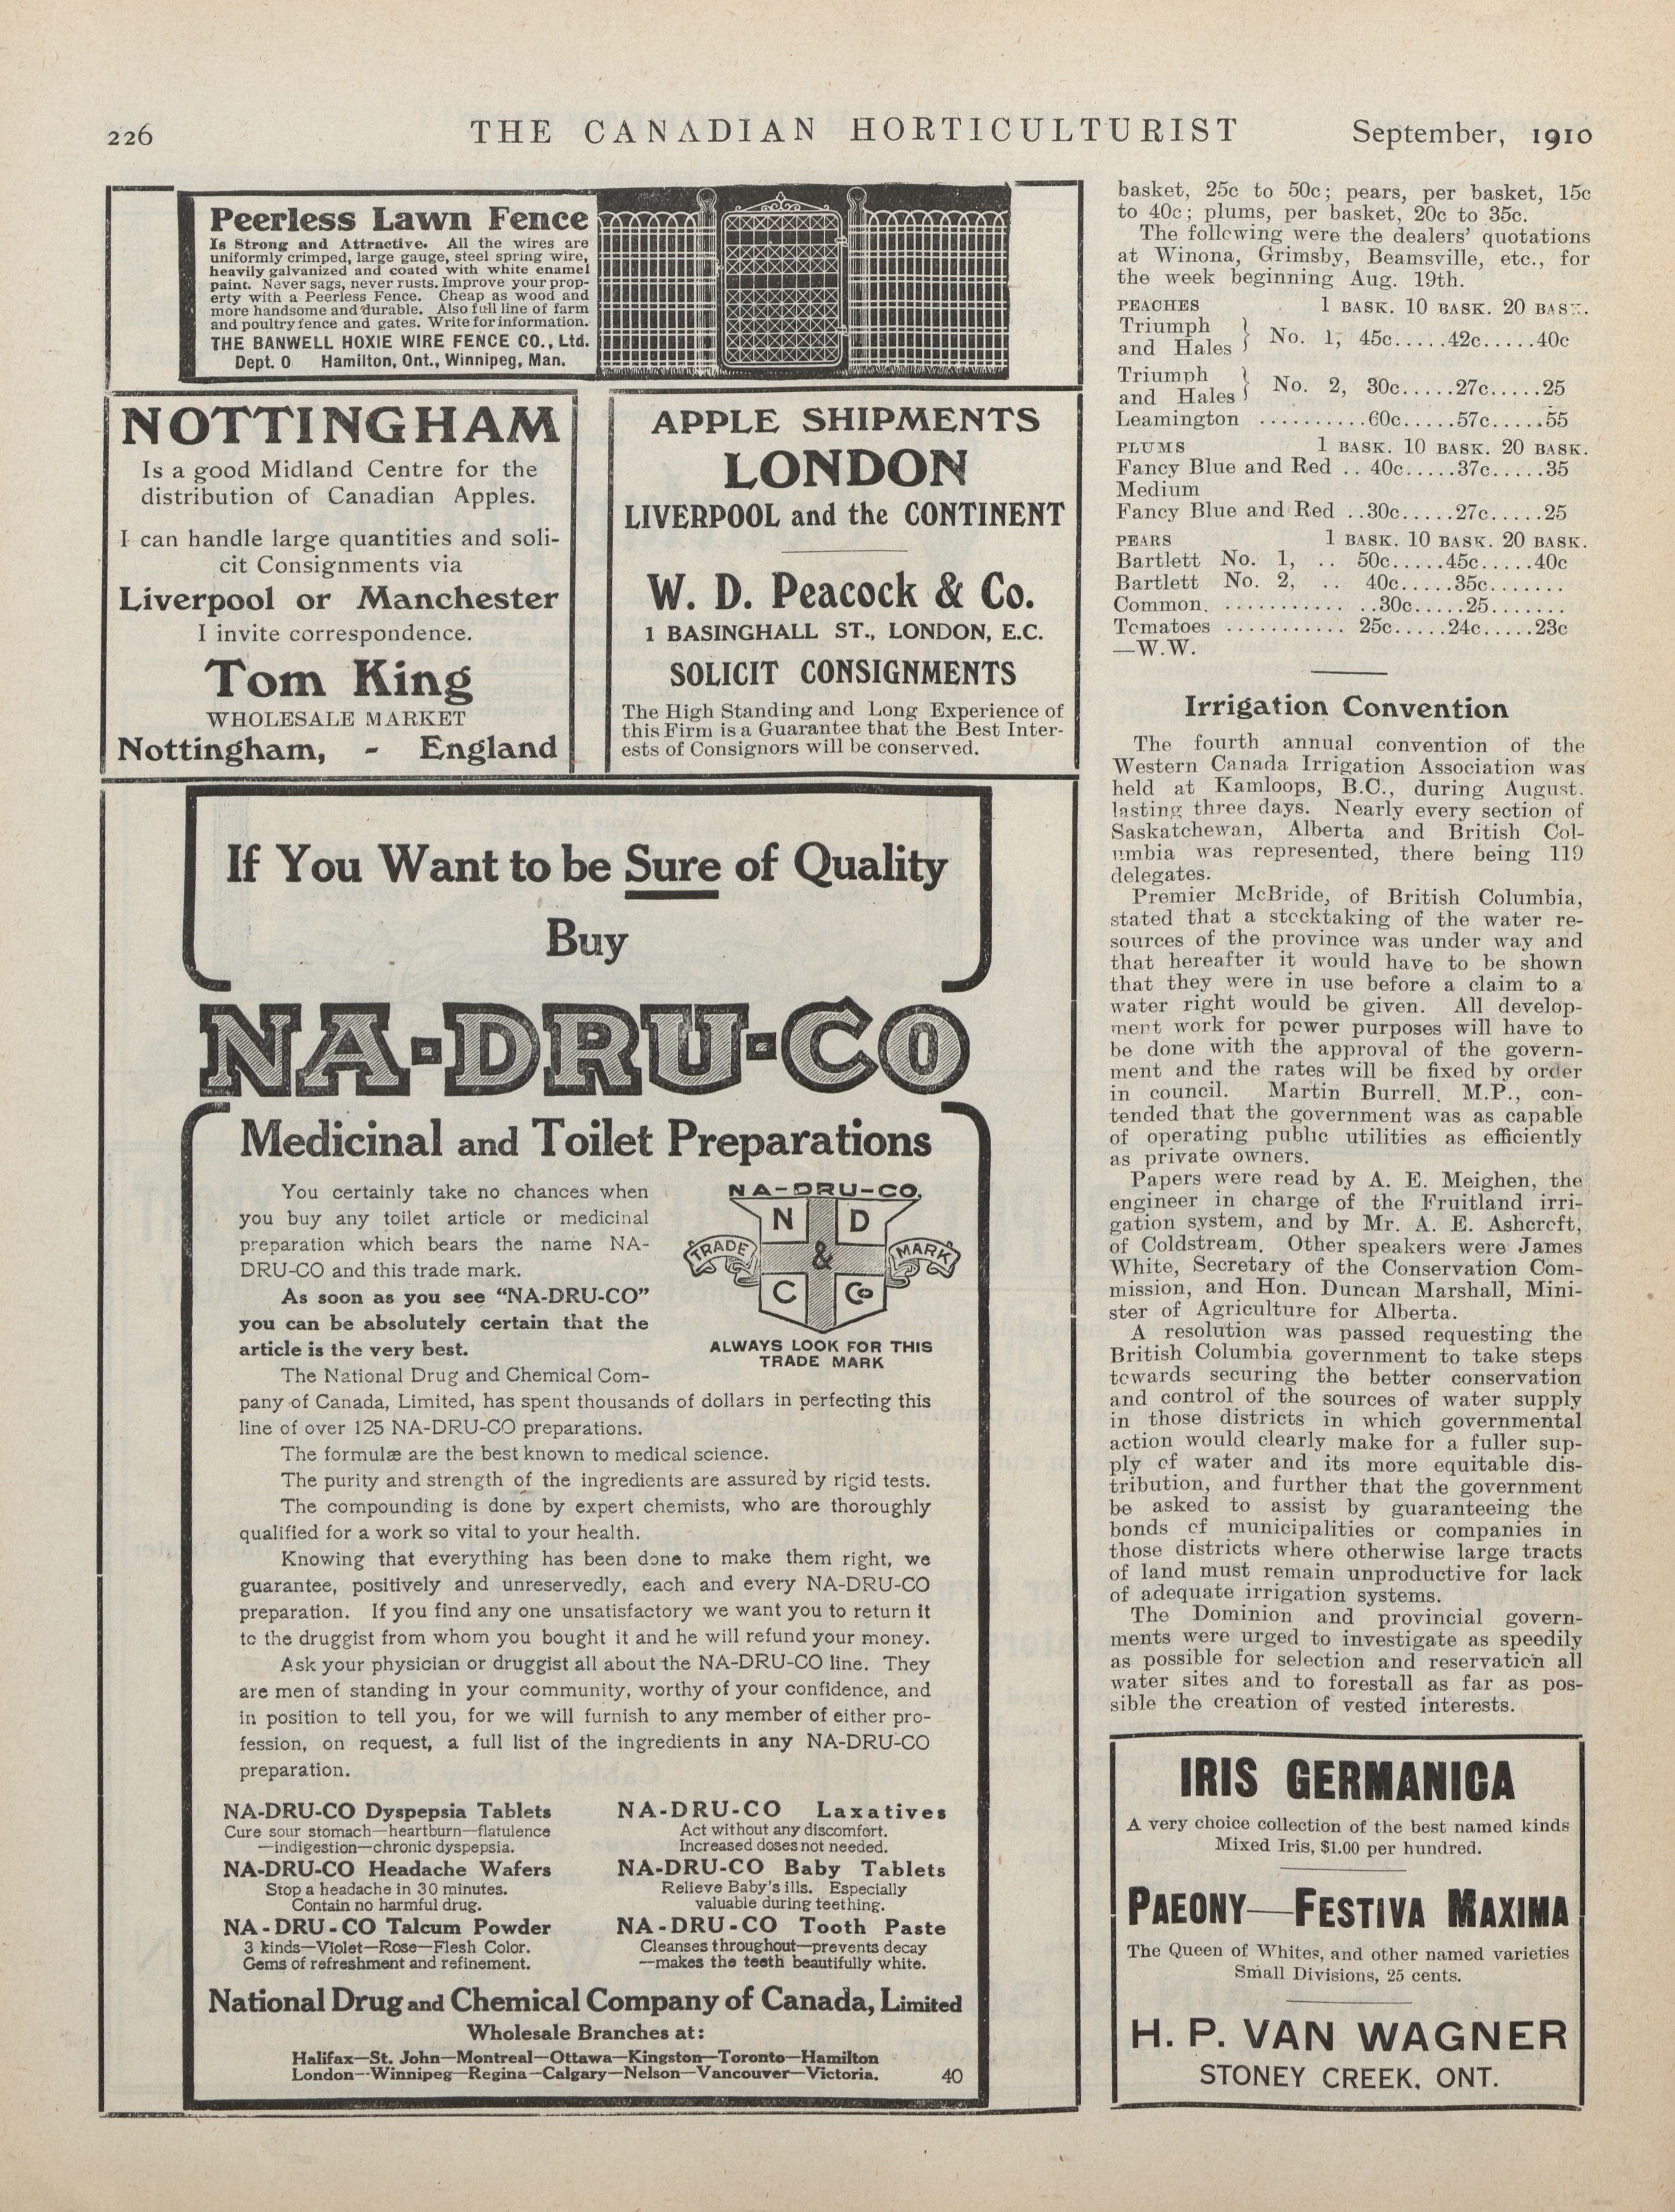 226
THE CANADIAN HORTICULTURIST
September, 1910
Peerless Lawn Fence
Is Strong and Attractive. All the wires are
uniformly crimped, large gauge, steel spring wire,
heavily galvanized and coated with white enamel
paint. Never sags, never rusts. Improve your prop-
erty with a Peerless Fence. Cheap as wood and
more handsome and durable. Also full line of farm
and poultry fence and gates. Write for information.
THE BANWELL HOXIE WIRE FENCE CO., Ltd.
Dept. O Hamilton, Ont., Winnipeg, Man.
NOTTINGHAM
Is a good Midland Centre for the
distribution of Canadian Apples.
I can handle large quantities and soli-
cit Consignments via
Liverpool or Manchester
I invite correspondence.
Tom King
WHOLESALE MARKET
Nottingham, - England
APPLE SHIPMENTS
LONDON
LIVERPOOL and the CONTINENT
W. D. Peacock & Co.
1 BASINGHALL ST., LONDON, E.C.
SOLICIT CONSIGNMENTS
The High Standing and Long Experience of
this Firm is a Guarantee that the Best Inter-
ests of Consignors will be conserved.
If You Want to be Sure of Quality
Buy
NA-DRU-CO
Medicinal and Toilet Preparations
You certainly take no chances when
you buy any toilet article or medicinal
preparation which bears the name NA-
DRU-CO and this trade mark.
As soon as you see "NA-DRU-CO"
you can be absolutely certain that the
article is the very best.
NA-DRU-CO.
N D
TRADE & MARK
C Co
ALWAYS LOOK FOR THIS
TRADE MARK
The National Drug and Chemical Com-
pany of Canada, Limited, has spent thousands of dollars in perfecting this
line of over 125 NA-DRU-CO preparations.
The formulæ are the best known to medical science.
The purity and strength of the ingredients are assured by rigid tests.
The compounding is done by expert chemists, who are thoroughly
qualified for a work so vital to your health.
Knowing that everything has been done to make them right, we
guarantee, positively and unreservedly, each and every NA-DRU-CO
preparation. If you find any one unsatisfactory we want you to return it
to the druggist from whom you bought it and he will refund your money.
Ask your physician or druggist all about the NA-DRU-CO line. They
are men of standing in your community, worthy of your confidence, and
in position to tell you, for we will furnish to any member of either pro-
fession, on request, a full list of the ingredients in any NA-DRU-CO
preparation.
NA-DRU-CO Dyspepsia Tablets
Cure sour stomach—heartburn—flatulence
—indigestion—chronic dyspepsia.
NA-DRU-CO Headache Wafers
Stop a headache in 30 minutes.
Contain no harmful drug.
NA-DRU-CO Talcum Powder
3 kinds—Violet—Rose—Flesh Color.
Gems of refreshment and refinement.
NA-DRU-CO Laxatives
Act without any discomfort.
Increased doses not needed.
NA-DRU-CO Baby Tablets
Relieve Baby's ills. Especially
valuable during teething.
NA-DRU-CO Tooth Paste
Cleanses throughout—prevents decay
—makes the teeth beautifully white.
National Drug and Chemical Company of Canada, Limited
Wholesale Branches at:
Halifax—St. John—Montreal—Ottawa—Kingston—Toronto—Hamilton
London—Winnipeg—Regina—Calgary—Nelson—Vancouver—Victoria. 40
basket, 25c to 50c; pears, per basket, 15c
to 40c; plums, per basket, 20c to 35c.
The following were the dealers' quotations
at Winona, Grimsby, Beamsville, etc., for
the week beginning Aug. 19th.
PEACHES 1 BASK. 10 BASK. 20 BASK.
Triumph
and Hales } No. 1, 45c.....42c.....40c
Triumph
and Hales } No. 2, 30c.....27c.....25
Leamington ..........60c.....57c.....55
PLUMS 1 BASK. 10 BASK. 20 BASK.
Fancy Blue and Red .. 40c.....37c.....35
Medium
Fancy Blue and Red ..30c.....27c.....25
PEARS 1 BASK. 10 BASK. 20 BASK.
Bartlett No. 1, .. 50c.....45c.....40c
Bartlett No. 2, .. 40c.....35c.......
Common. ........... ..30c.....25.......
Tomatoes ........... 25c.....24c.....23c
—W.W.
Irrigation Convention
The fourth annual convention of the
Western Canada Irrigation Association was
held at Kamloops, B.C., during August.
lasting three days. Nearly every section of
Saskatchewan, Alberta and British Col-
umbia was represented, there being 119
delegates.
Premier McBride, of British Columbia,
stated that a stocktaking of the water re-
sources of the province was under way and
that hereafter it would have to be shown
that they were in use before a claim to a
water right would be given. All develop-
ment work for power purposes will have to
be done with the approval of the govern-
ment and the rates will be fixed by order
in council. Martin Burrell, M.P., con-
tended that the government was as capable
of operating public utilities as efficiently
as private owners.
Papers were read by A. E. Meighen, the
engineer in charge of the Fruitland irri-
gation system, and by Mr. A. E. Ashcroft,
of Coldstream. Other speakers were James
White, Secretary of the Conservation Com-
mission, and Hon. Duncan Marshall, Mini-
ster of Agriculture for Alberta.
A resolution was passed requesting the
British Columbia government to take steps
towards securing the better conservation
and control of the sources of water supply
in those districts in which governmental
action would clearly make for a fuller sup-
ply of water and its more equitable dis-
tribution, and further that the government
be asked to assist by guaranteeing the
bonds of municipalities or companies in
those districts where otherwise large tracts
of land must remain unproductive for lack
of adequate irrigation systems.
The Dominion and provincial govern-
ments were urged to investigate as speedily
as possible for selection and reservation all
water sites and to forestall as far as pos-
sible the creation of vested interests.
IRIS GERMANICA
A very choice collection of the best named kinds
Mixed Iris, $1.00 per hundred.
PAEONY—FESTIVA MAXIMA
The Queen of Whites, and other named varieties
Small Divisions, 25 cents.
H. P. VAN WAGNER
STONEY CREEK, ONT.